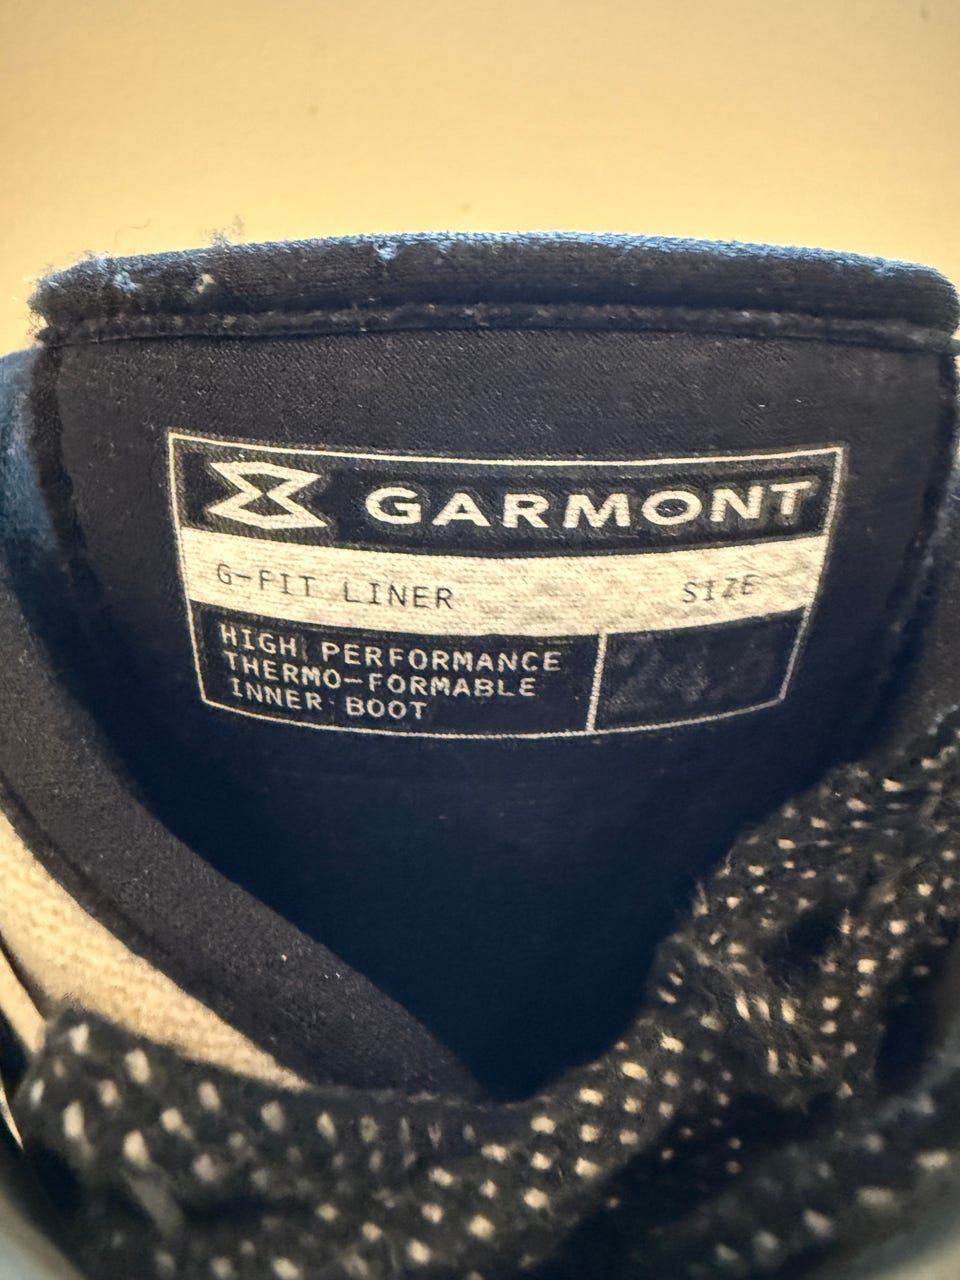 GARMONT
G-FIT LINER SIZE
HIGH PERFORMANCE
THERMO-FORMABLE
INNER BOOT